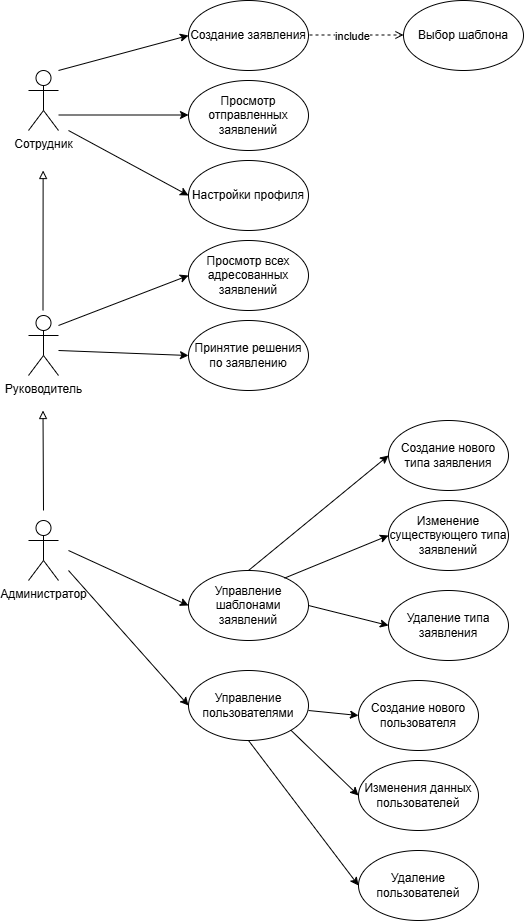 Создание заявления
include
Выбор шаблона
Сотрудник
Просмотр
отправленных
заявлений
Настройки профиля
Просмотр всех
адресованных
заявлений
Руководитель
Принятие решения
по заявлению
Создание нового
типа заявления
Изменение
существующего типа
заявлений
Администратор
Управление
шаблонами
заявлений
Удаление типа
заявления
Управление
пользователями
Создание нового
пользователя
Изменения данных
пользователей
Удаление
пользователей